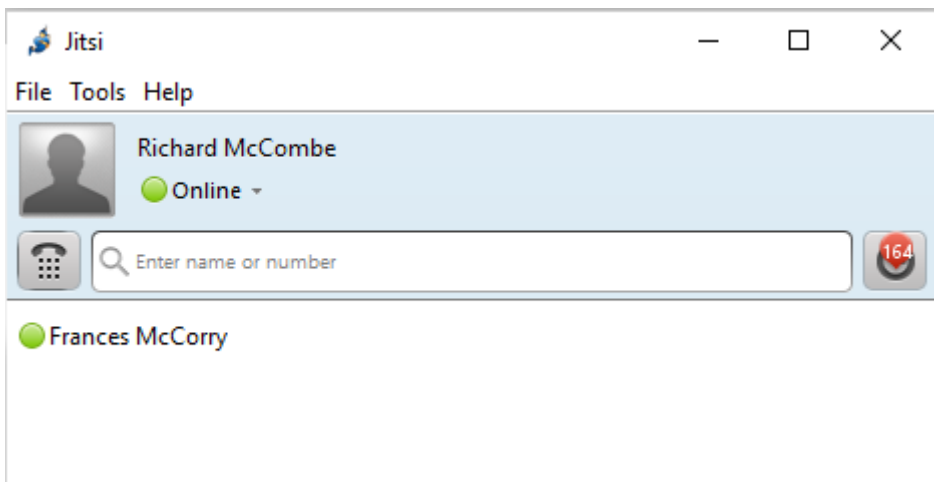 Jitsi
File Tools Help
Richard McCombe
Online
Enter name or number
164
Frances McCorry